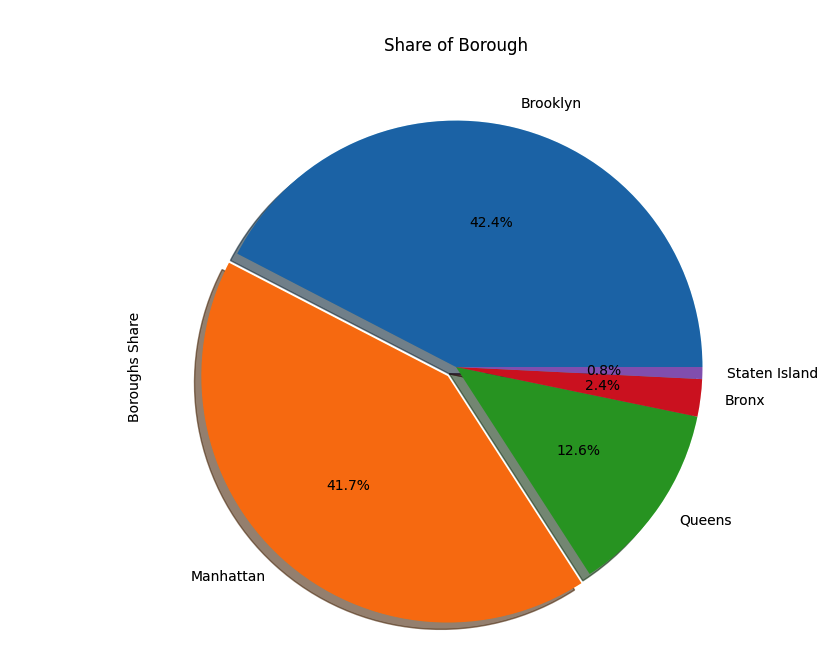 Share of Borough
Brooklyn
42.4%
Boroughs Share
0.8%
Staten Island
2.4%
Bronx
12.6%
41.7%
Queens
Manhattan